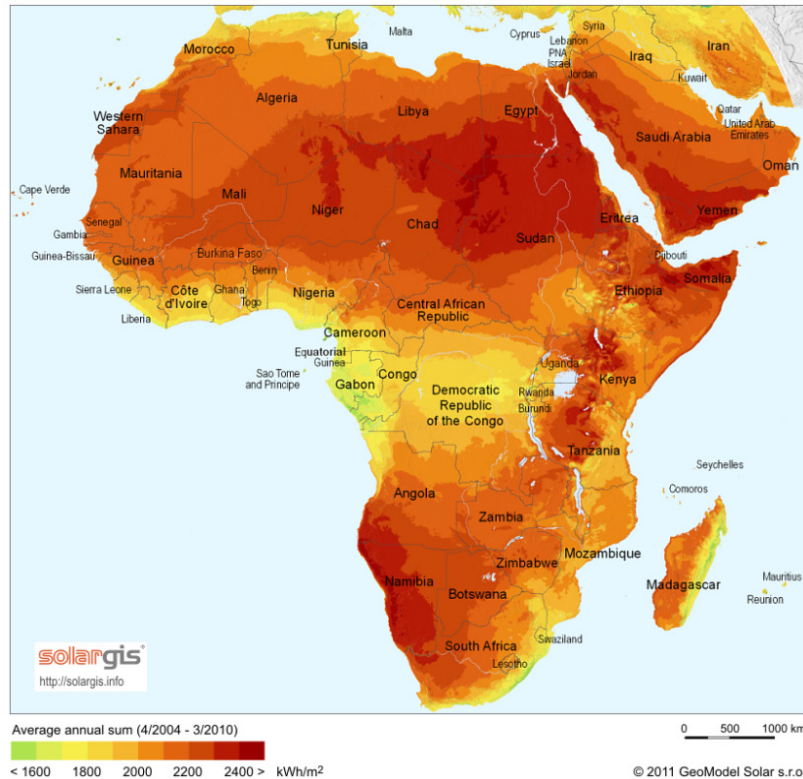 Malta
Cyprus
Syria
Lebanon
PNA
Israel
Jordan
Iraq
Iran
Kuwait
Morocco
Tunisia
Algeria
Libya
Egypt
Western
Sahara
Qatar
United Arab
Emirates
Saudi Arabia
Oman
Mauritania
Mali
Niger
Chad
Sudan
Eritrea
Yemen
Cape Verde
Senegal
Gambia
Guinea-Bissau
Guinea
Burkina Faso
Benin
Djibouti
Somalia
Ethiopia
Sierra Leone
Liberia
Côte
d'Ivoire
Ghana
Togo
Nigeria
Central African
Republic
Cameroon
Equatorial
Guinea
Sao Tome
and Principe
Gabon
Congo
Democratic
Republic
of the Congo
Uganda
Kenya
Rwanda
Burundi
Tanzania
Seychelles
Comoros
Angola
Zambia
Mozambique
Zimbabwe
Madagascar
Mauritius
Reunion
Namibia
Botswana
Swaziland
South Africa
Lesotho
solargis
http://solargis.info
Average annual sum (4/2004 - 3/2010)
0 500 1000 km
< 1600 1800 2000 2200 2400 > kWh/m²
© 2011 GeoModel Solar s.r.o